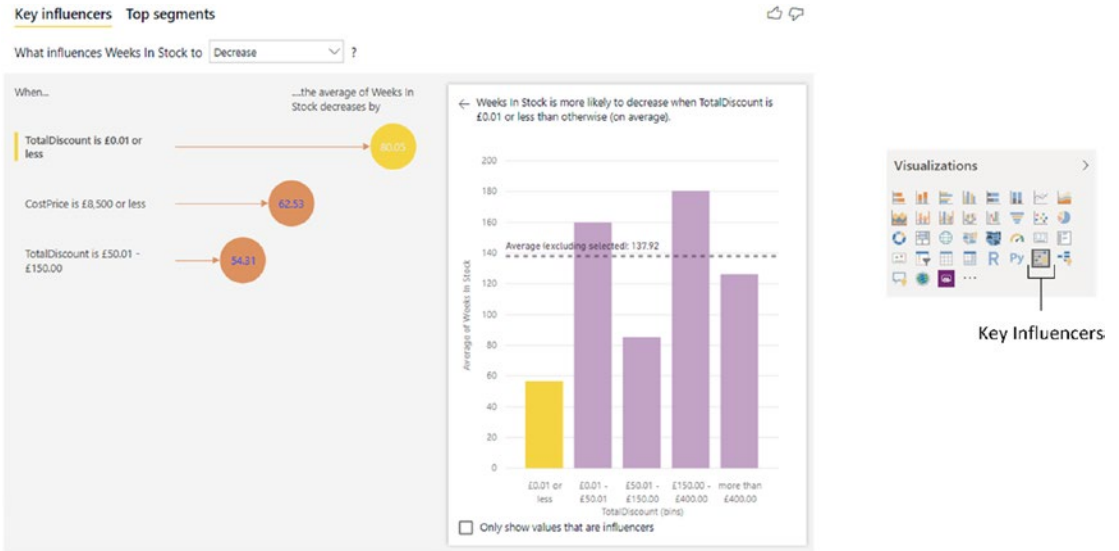 Key influencers Top segments
What influences Weeks In Stock to Decrease ?
When...
....the average of Weeks In
Stock decreases by
TotalDiscount is £0.01 or
less
80.05
CostPrice is £8,500 or less
62.53
TotalDiscount is £50.01 -
£150.00
54.31
← Weeks In Stock is more likely to decrease when TotalDiscount is
£0.01 or less than otherwise (on average).
200
180
160
140
120
100
80
60
40
20
0
Average of Weeks In Stock
Average (excluding selected): 137.92
£0.01 or
less
£0.01 -
£50.01
£50.01 -
£150.00
£150.00 -
£400.00
more than
£400.00
TotalDiscount (bins)
Only show values that are influencers
Visualizations >
R Py
...
Key Influencers